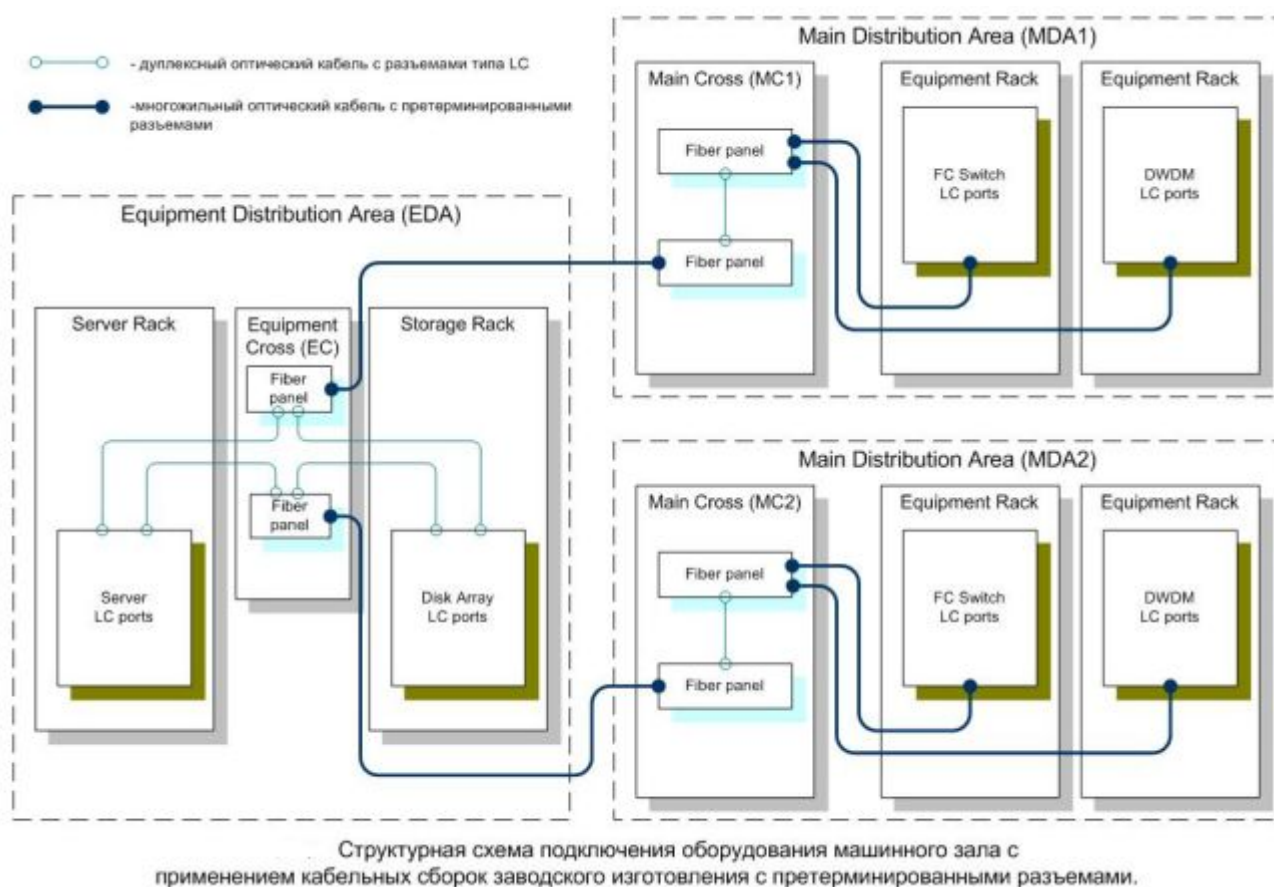 - дуплексный оптический кабель с разъемами типа LC
-многожильный оптический кабель с претерминированными
разъемами
Main Distribution Area (MDA1)
Main Cross (MC1)
Equipment Rack
Equipment Rack
Fiber panel
Fiber panel
FC Switch
LC ports
DWDM
LC ports
Equipment Distribution Area (EDA)
Server Rack
Equipment
Cross (EC)
Storage Rack
Fiber
panel
Fiber
panel
Server
LC ports
Disk Array
LC ports
Main Distribution Area (MDA2)
Main Cross (MC2)
Equipment Rack
Equipment Rack
Fiber panel
Fiber panel
FC Switch
LC ports
DWDM
LC ports
Структурная схема подключения оборудования машинного зала с
применением кабельных сборок заводского изготовления с претерминированными разъемами.